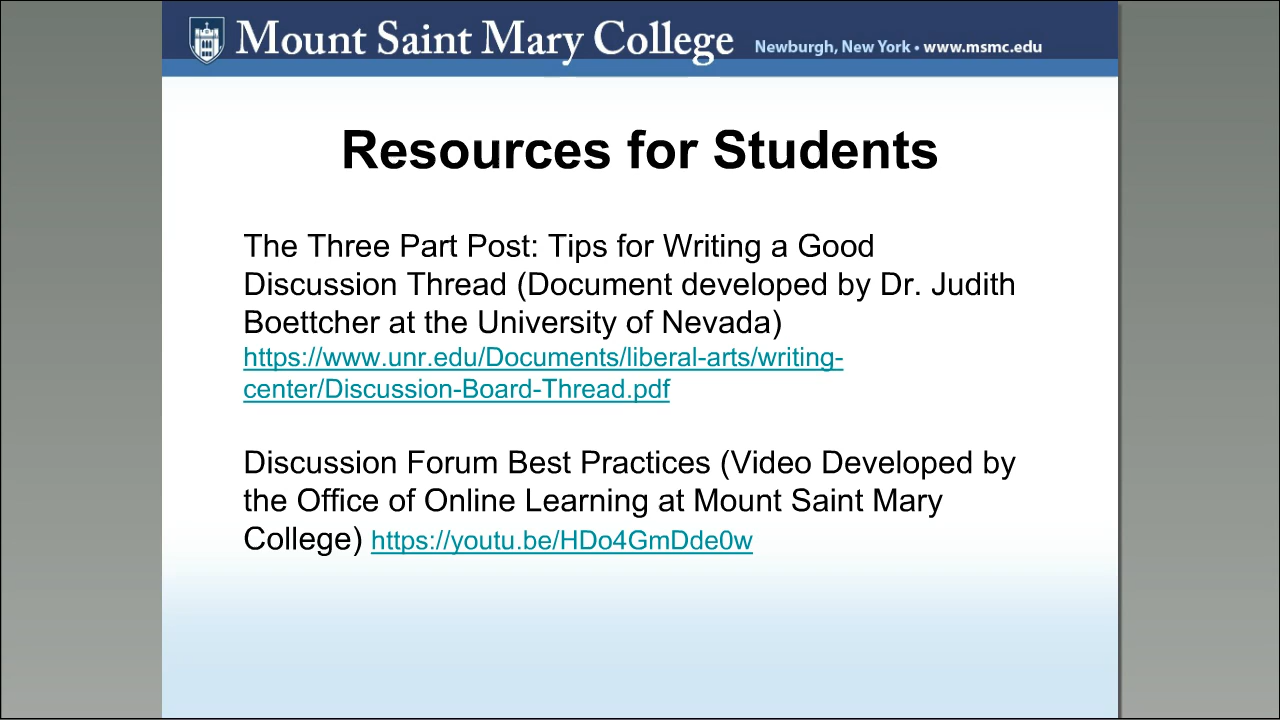 Mount Saint Mary College Newburgh, New York • www.msmc.edu
Resources for Students
The Three Part Post: Tips for Writing a Good
Discussion Thread (Document developed by Dr. Judith
Boettcher at the University of Nevada)
https://www.unr.edu/Documents/liberal-arts/writing-
center/Discussion-Board-Thread.pdf
Discussion Forum Best Practices (Video Developed by
the Office of Online Learning at Mount Saint Mary
College) https://youtu.be/HDo4GmDde0w